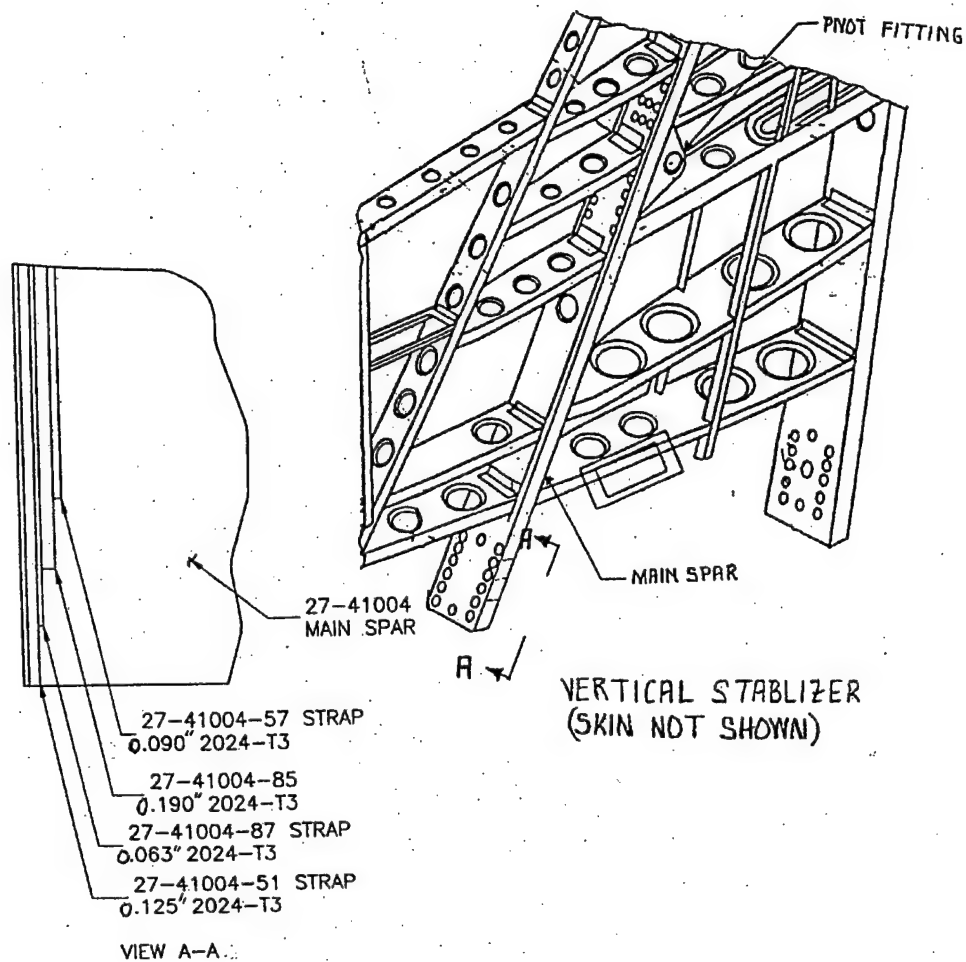 PIVOT FITTING
A
MAIN SPAR
A
27-41004
MAIN SPAR
VERTICAL STABLIZER
(SKIN NOT SHOWN)
27-41004-57 STRAP
0.090" 2024-T3
27-41004-85
0.190" 2024-T3
27-41004-87 STRAP
0.063" 2024-T3
27-41004-51 STRAP
0.125" 2024-T3
VIEW A-A